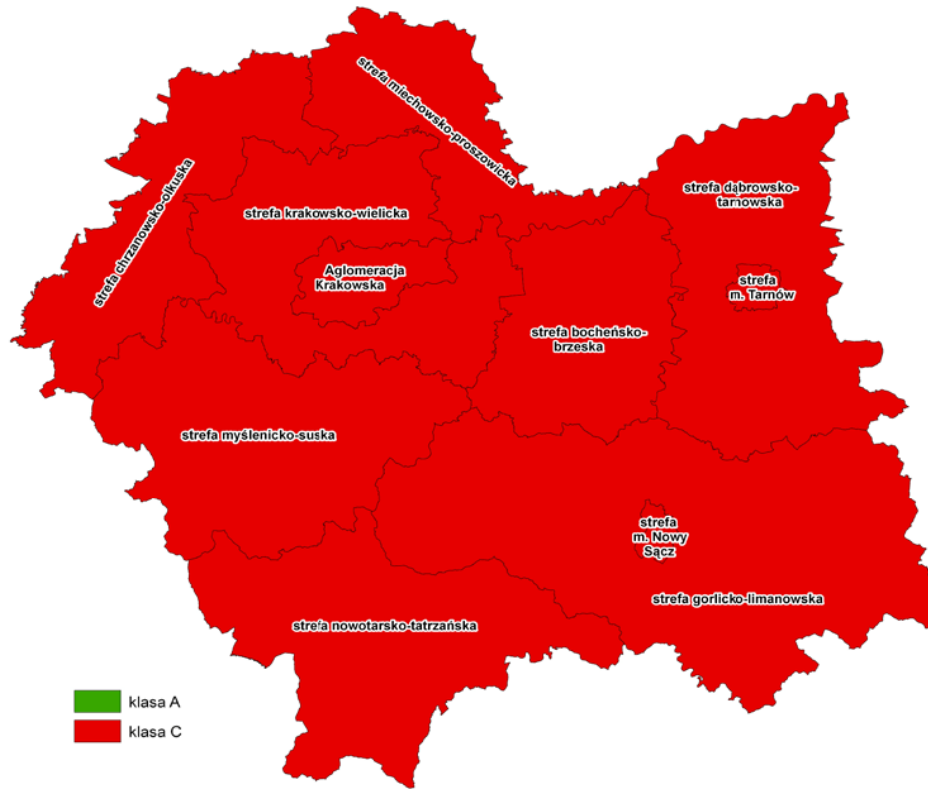 strefa miechowsko-proszowicka
strefa chrzanowsko-olkuska
strefa dąbrowsko-
tarnowska
strefa krakowsko-wielicka
Aglomeracja
Krakowska
strefa
m. Tarnów
strefa bocheńsko-
brzeska
strefa myślenicko-suska
strefa
m. Nowy
Sącz
strefa gorlicko-limanowska
strefa nowotarsko-tatrzańska
klasa A
klasa C